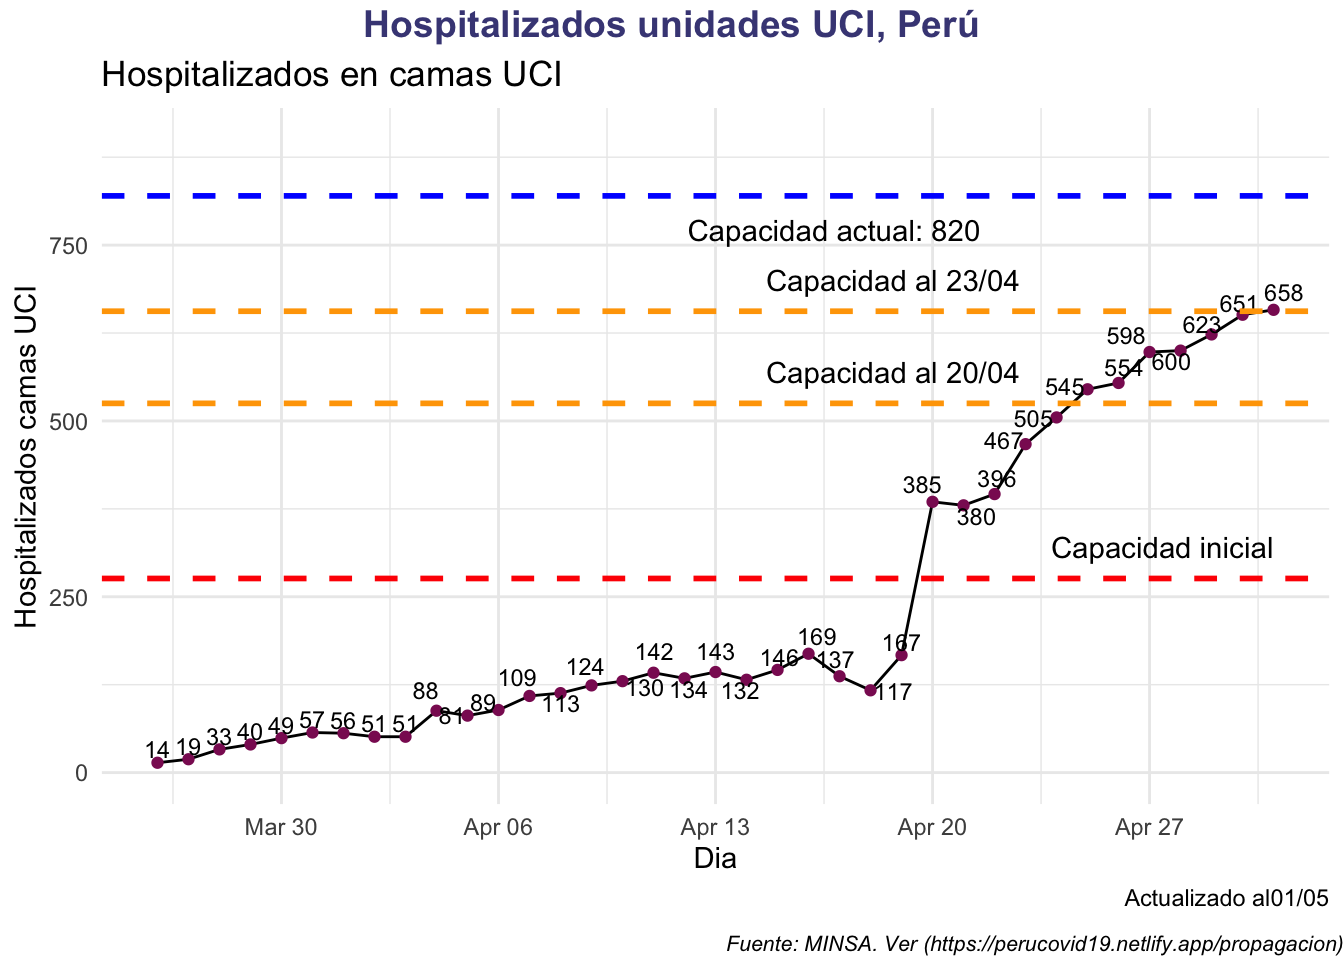 Hospitalizados unidades UCI, Perú
Hospitalizados en camas UCI
Hospitalizados camas UCI
750
500
250
0
Capacidad actual: 820
Capacidad al 23/04
Capacidad al 20/04
Capacidad inicial
14
19
33
40
49
57
56
51
51
88
81
89
109
113
124
130
142
134
143
132
146
169
137
117
167
385
380
396
467
505
545
554
598
600
623
651
658
Mar 30
Apr 06
Apr 13
Apr 20
Apr 27
Dia
Actualizado al01/05
Fuente: MINSA. Ver (https://perucovid19.netlify.app/propagacion)